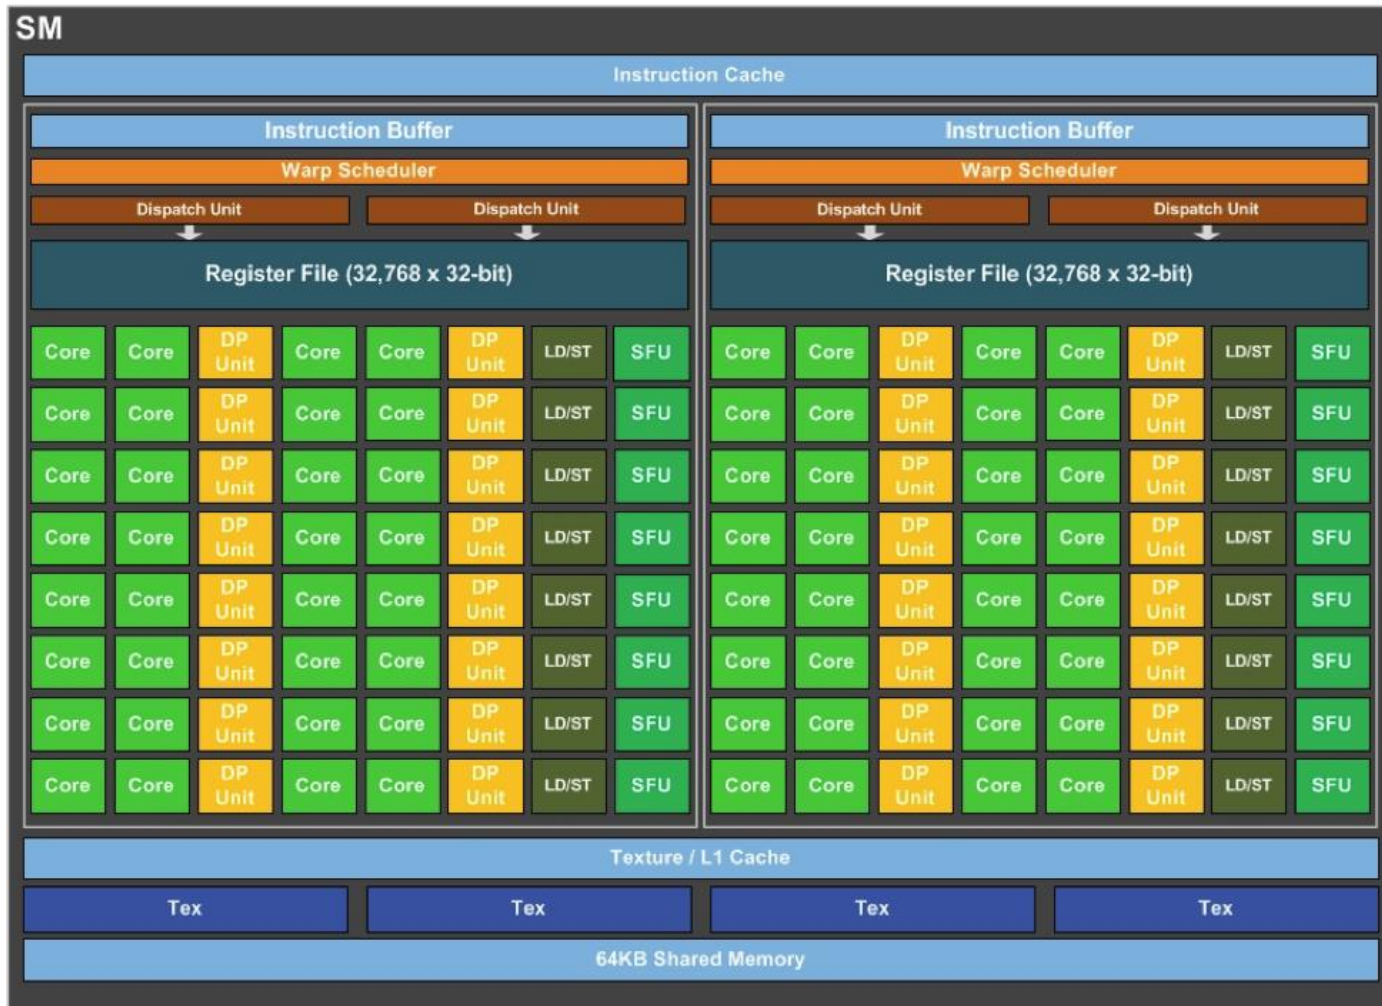 SM
Instruction Cache
Instruction Buffer Instruction Buffer
Warp Scheduler Warp Scheduler
Dispatch Unit Dispatch Unit Dispatch Unit Dispatch Unit
Register File (32,768 x 32-bit) Register File (32,768 x 32-bit)
Core Core DP Unit Core Core DP Unit LD/ST SFU Core Core DP Unit Core Core DP Unit LD/ST SFU
Core Core DP Unit Core Core DP Unit LD/ST SFU Core Core DP Unit Core Core DP Unit LD/ST SFU
Core Core DP Unit Core Core DP Unit LD/ST SFU Core Core DP Unit Core Core DP Unit LD/ST SFU
Core Core DP Unit Core Core DP Unit LD/ST SFU Core Core DP Unit Core Core DP Unit LD/ST SFU
Core Core DP Unit Core Core DP Unit LD/ST SFU Core Core DP Unit Core Core DP Unit LD/ST SFU
Core Core DP Unit Core Core DP Unit LD/ST SFU Core Core DP Unit Core Core DP Unit LD/ST SFU
Core Core DP Unit Core Core DP Unit LD/ST SFU Core Core DP Unit Core Core DP Unit LD/ST SFU
Core Core DP Unit Core Core DP Unit LD/ST SFU Core Core DP Unit Core Core DP Unit LD/ST SFU
Texture / L1 Cache
Tex Tex Tex Tex
64KB Shared Memory